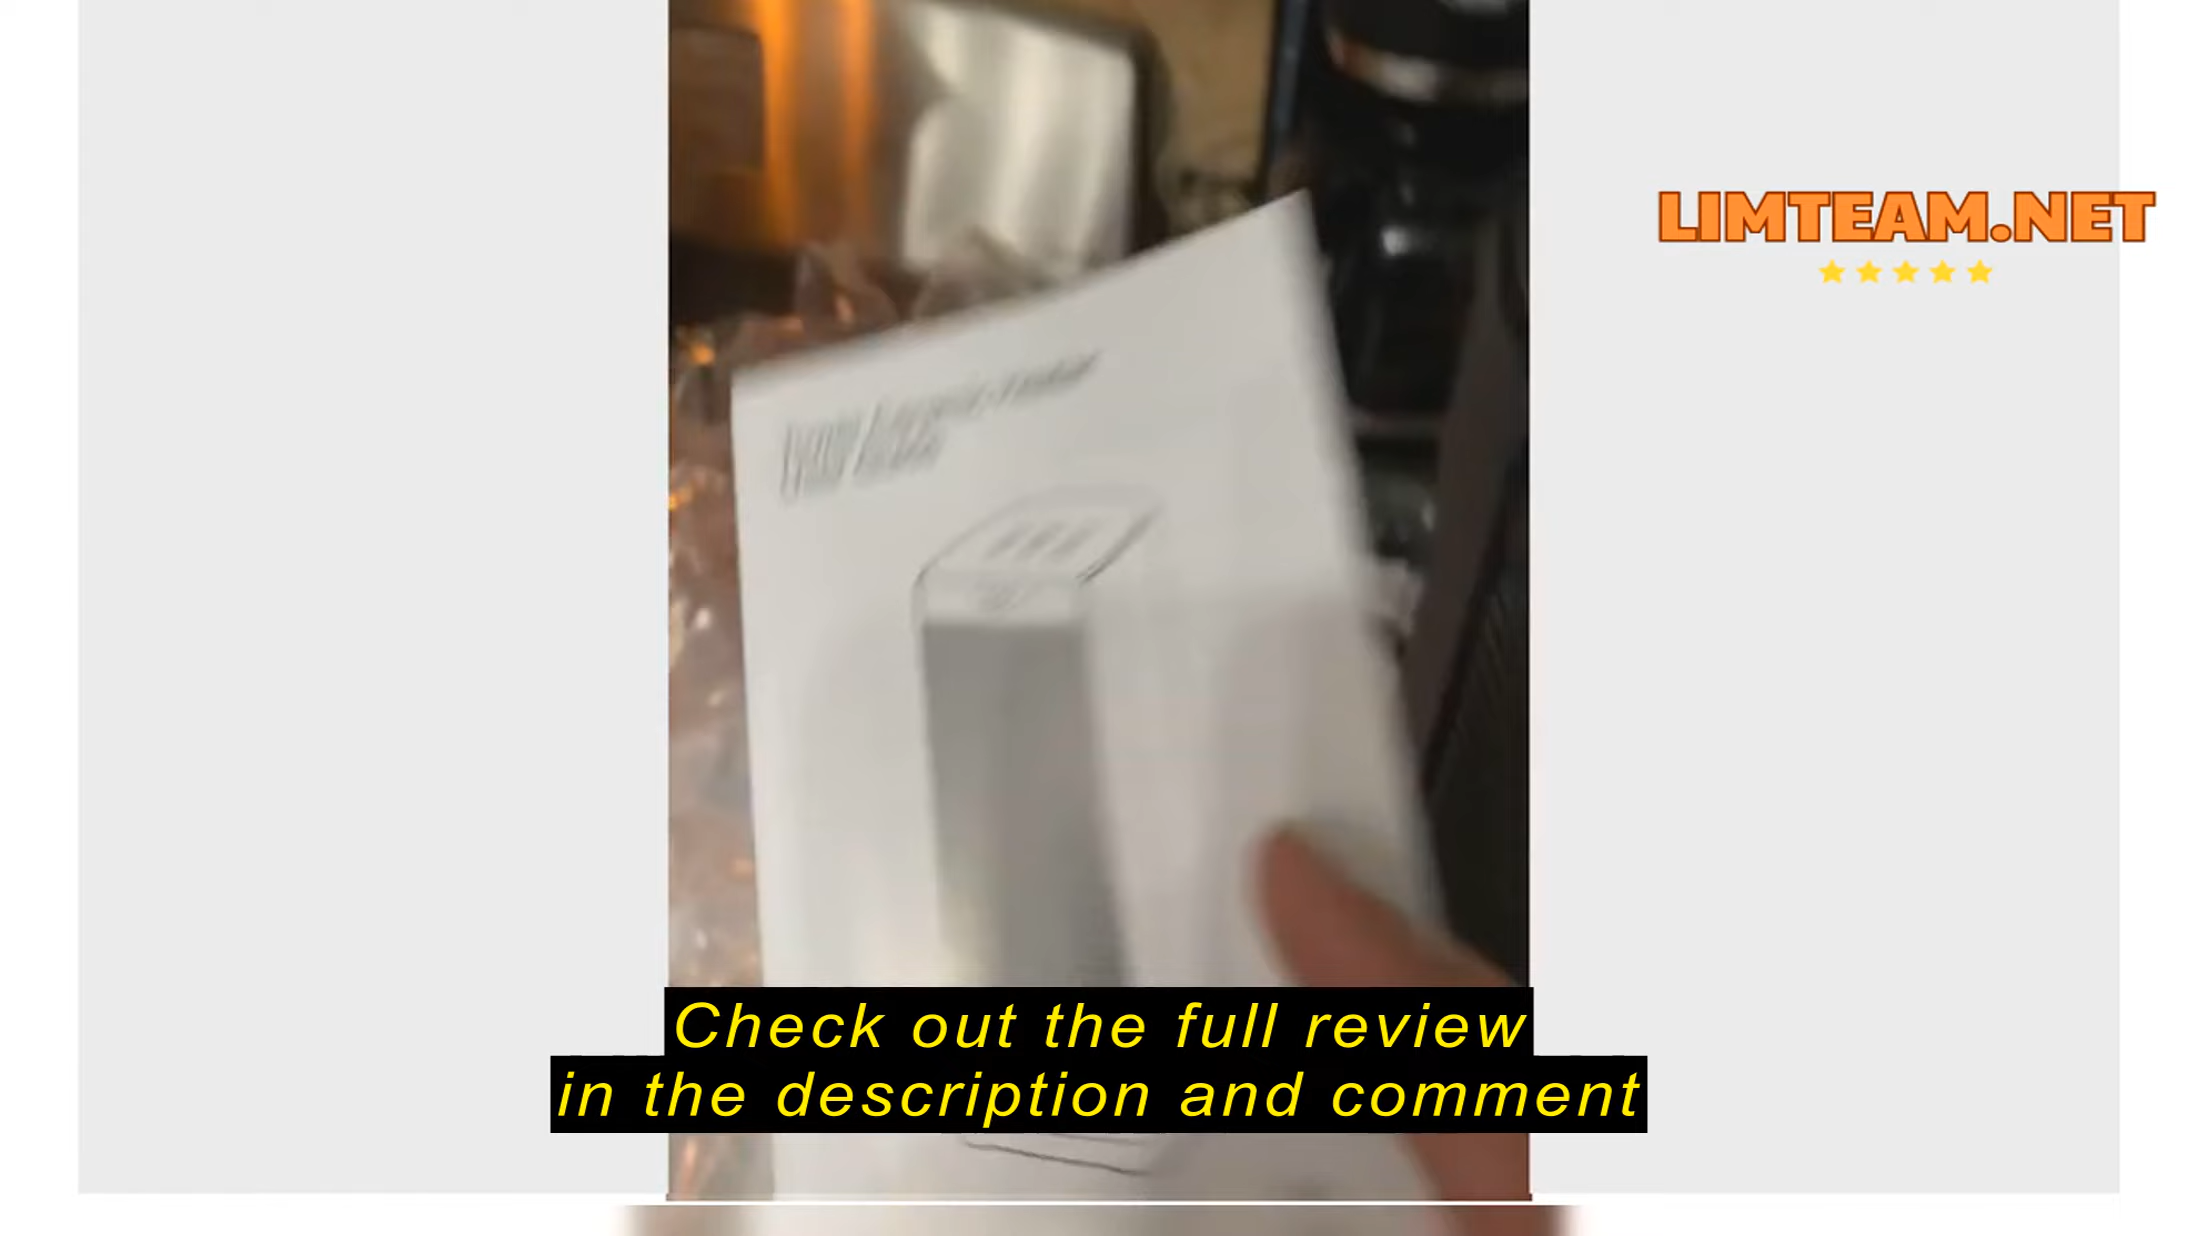 LIMTEAM.NET
Check out the full review
in the description and comment